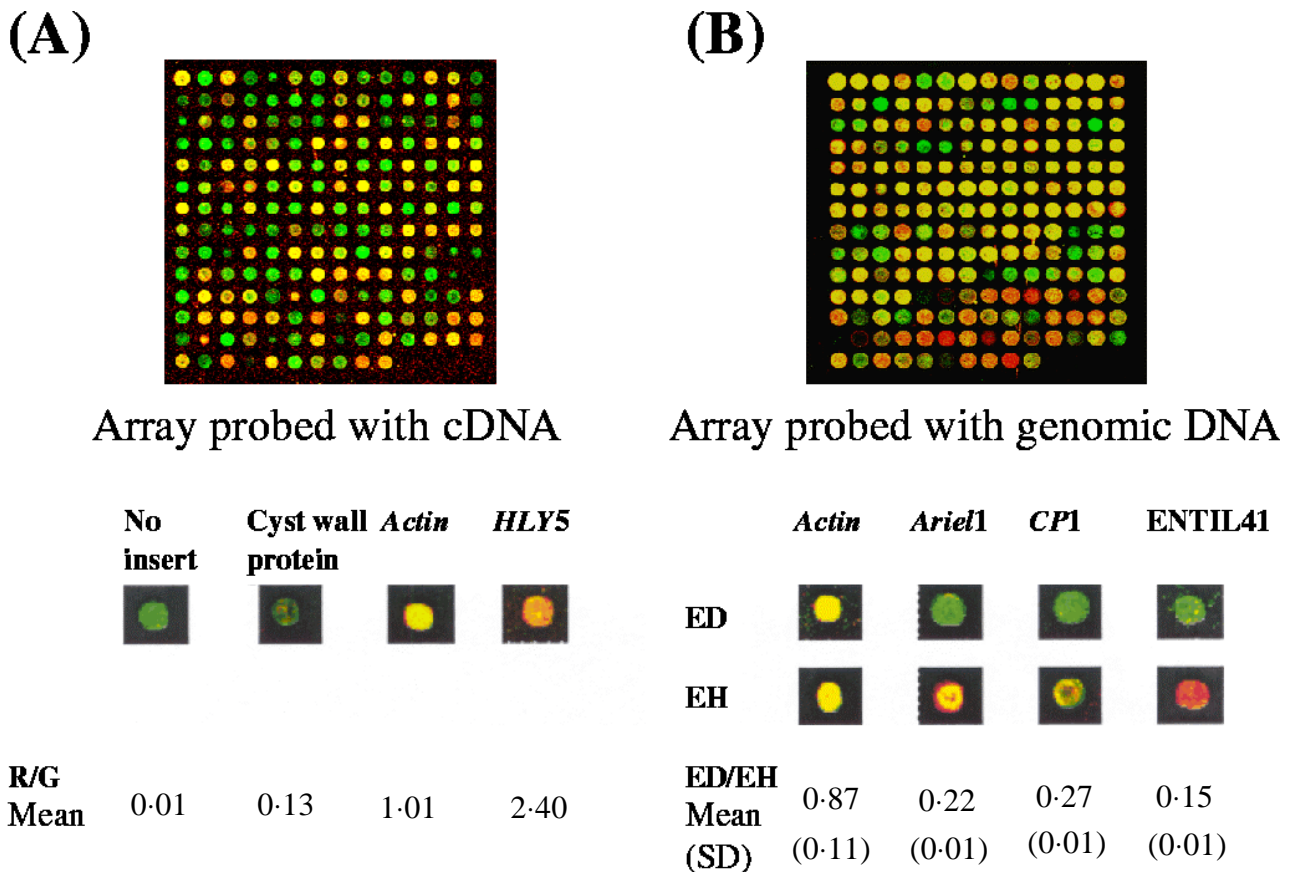 (A)
Array probed with cDNA
No insert
Cyst wall protein
Actin
HLY5
R/G Mean
0·01
0·13
1·01
2·40
(B)
Array probed with genomic DNA
Actin
Ariel1
CP1
ENTIL41
ED
EH
ED/EH Mean (SD)
0·87
0·22
0·27
0·15
(0·11)
(0·01)
(0·01)
(0·01)